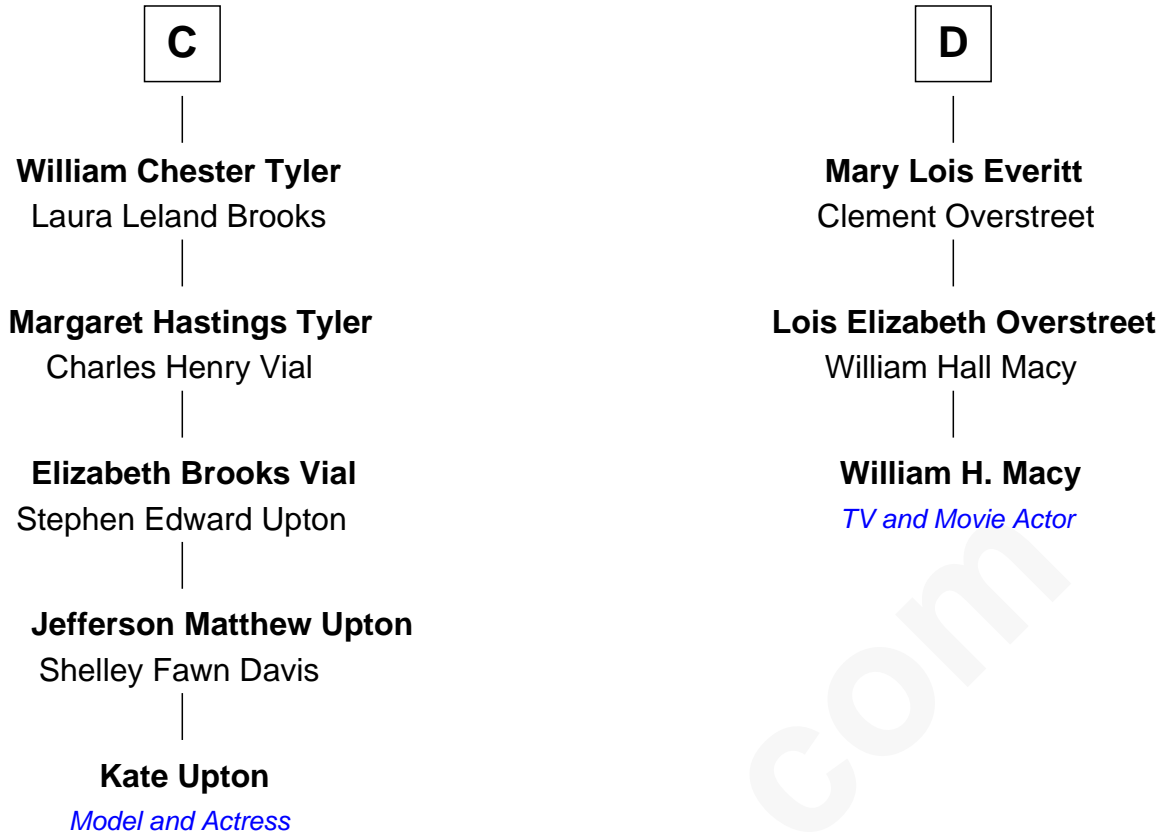 C
William Chester Tyler
Laura Leland Brooks
Margaret Hastings Tyler
Charles Henry Vial
Elizabeth Brooks Vial
Stephen Edward Upton
Jefferson Matthew Upton
Shelley Fawn Davis
Kate Upton
Model and Actress
D
Mary Lois Everitt
Clement Overstreet
Lois Elizabeth Overstreet
William Hall Macy
William H. Macy
TV and Movie Actor
com